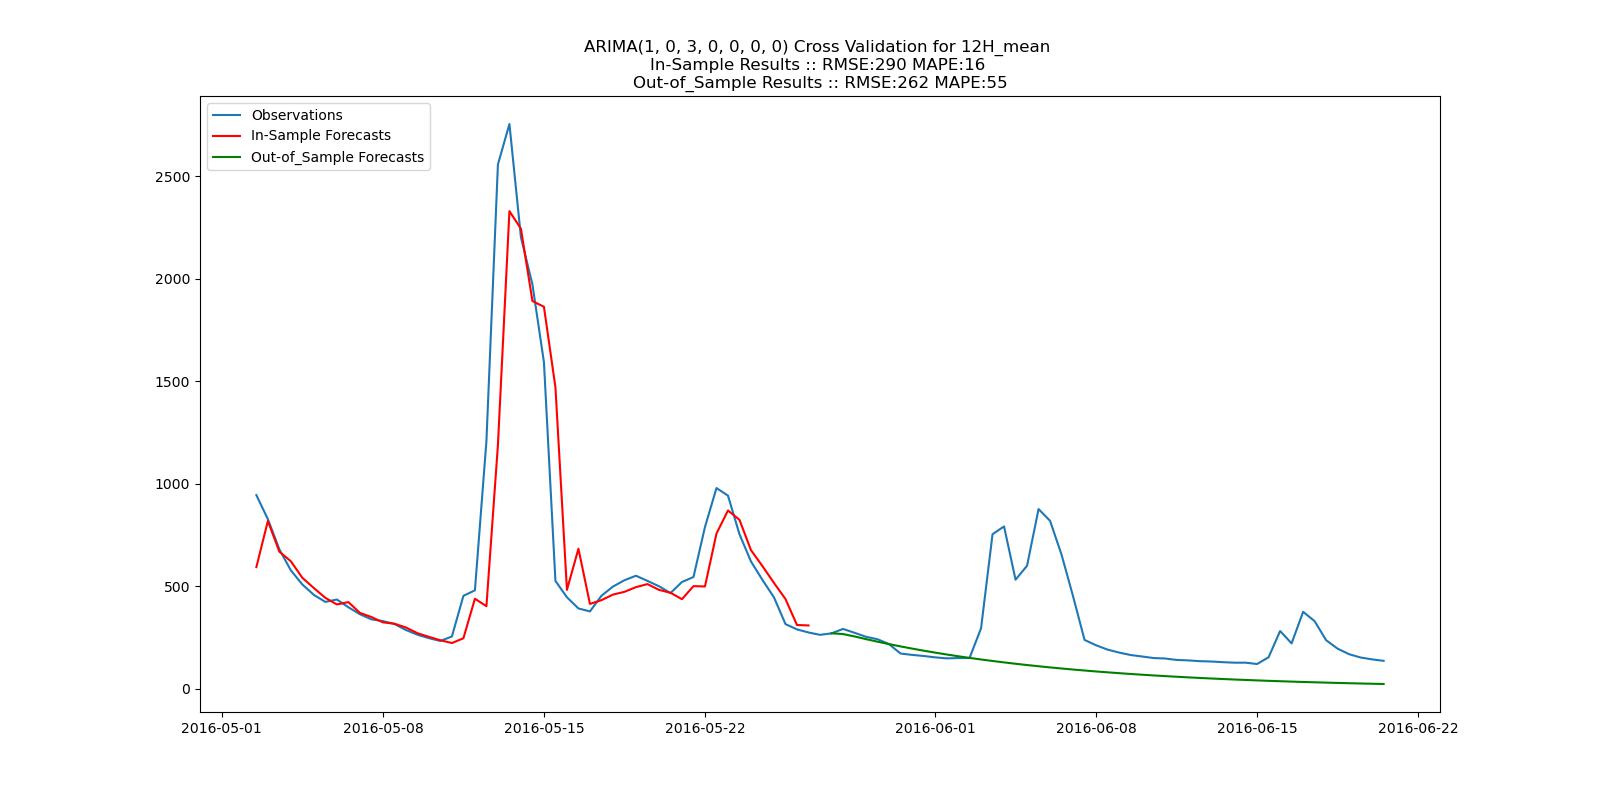 ARIMA(1, 0, 3, 0, 0, 0, 0) Cross Validation for 12H_mean
In-Sample Results :: RMSE:290 MAPE:16
Out-of_Sample Results :: RMSE:262 MAPE:55
Observations
In-Sample Forecasts
Out-of_Sample Forecasts
2500
2000
1500
1000
500
0
2016-05-01 2016-05-08 2016-05-15 2016-05-22 2016-06-01 2016-06-08 2016-06-15 2016-06-22